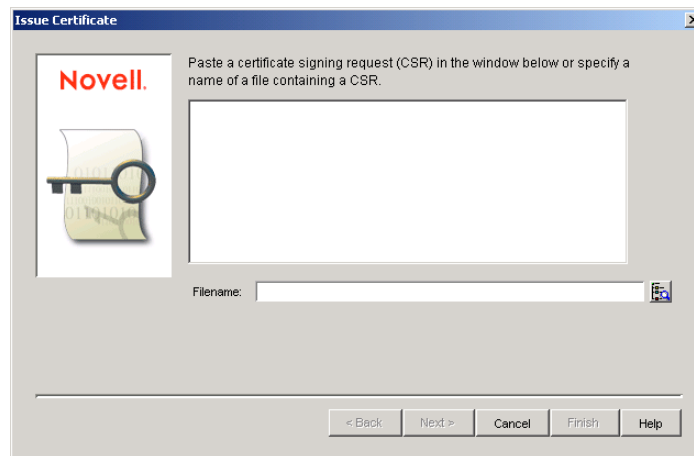 Issue Certificate
Novell.
Paste a certificate signing request (CSR) in the window below or specify a
name of a file containing a CSR.
Filename:
< Back
Next >
Cancel
Finish
Help